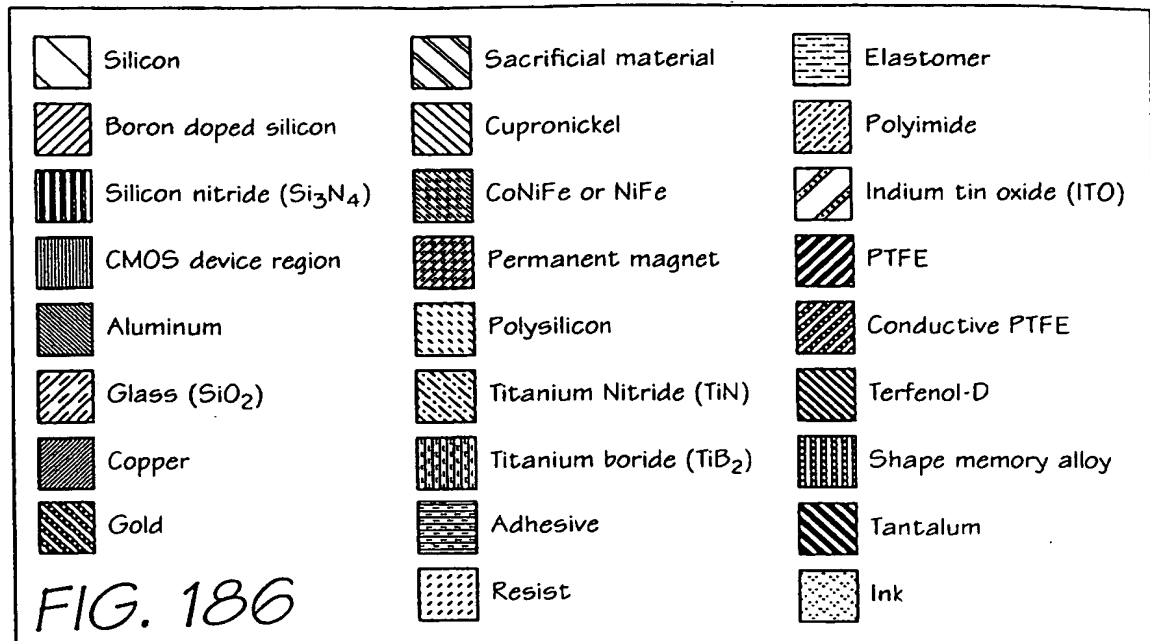 Silicon
Boron doped silicon
Silicon nitride (Si₃N₄)
CMOS device region
Aluminum
Glass (SiO₂)
Copper
Gold
FIG. 186
Sacrificial material
Cupronickel
CoNiFe or NiFe
Permanent magnet
Polysilicon
Titanium Nitride (TiN)
Titanium boride (TiB₂)
Adhesive
Resist
Elastomer
Polyimide
Indium tin oxide (ITO)
PTFE
Conductive PTFE
Terfenol-D
Shape memory alloy
Tantalum
Ink